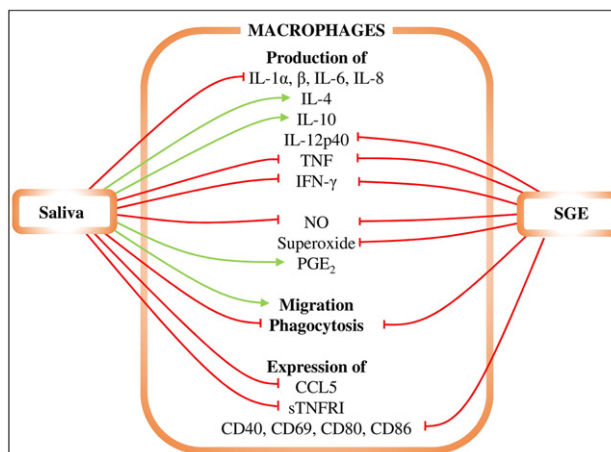 MACROPHAGES
Production of
IL-1α, β, IL-6, IL-8
IL-4
IL-10
IL-12p40
TNF
IFN-γ
Saliva
SGE
NO
Superoxide
PGE₂
Migration
Phagocytosis
Expression of
CCL5
sTNFRI
CD40, CD69, CD80, CD86